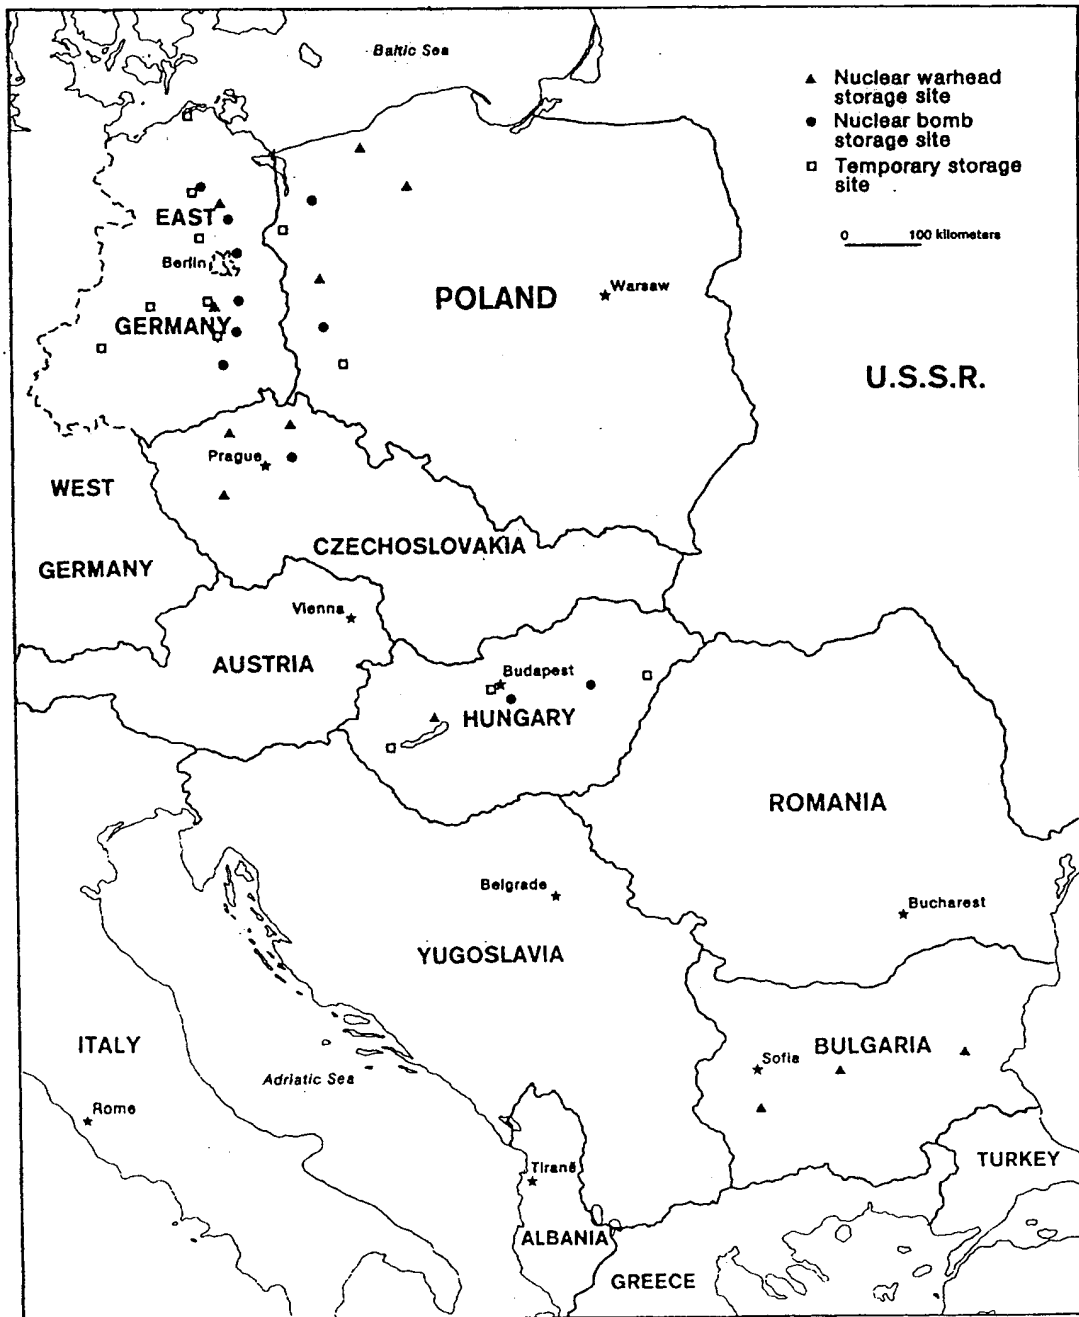 Baltic Sea
Nuclear warhead
storage site
Nuclear bomb
storage site
Temporary storage
site
0 100 kilometers
EAST
Berlin
GERMANY
POLAND
Warsaw
U.S.S.R.
Prague
WEST
GERMANY
CZECHOSLOVAKIA
Vienna
AUSTRIA
Budapest
HUNGARY
ROMANIA
Belgrade
Bucharest
YUGOSLAVIA
ITALY
Adriatic Sea
Sofia
BULGARIA
Rome
Tiranë
TURKEY
ALBANIA
GREECE